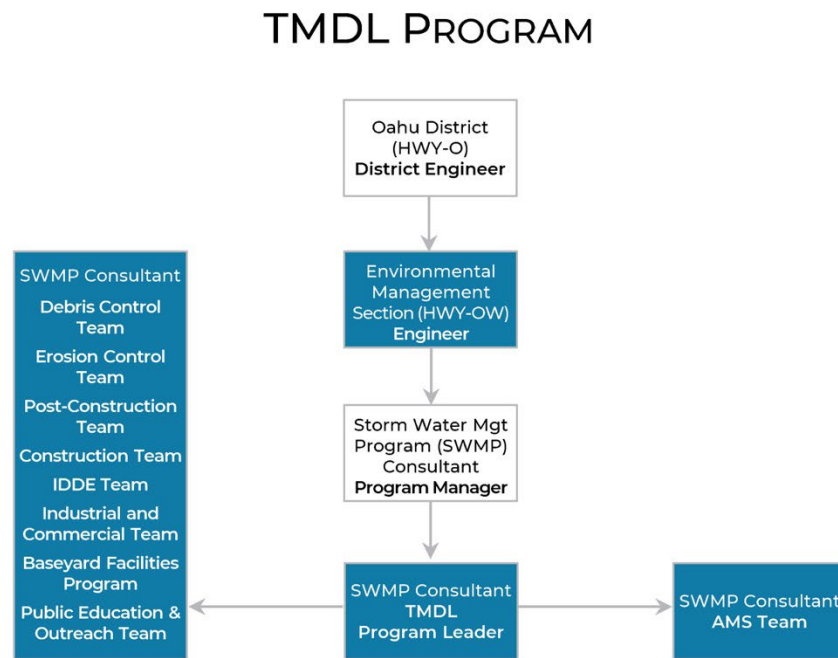 TMDL PROGRAM
Oahu District
(HWY-O)
District Engineer
Environmental
Management
Section (HWY-OW)
Engineer
Storm Water Mgt
Program (SWMP)
Consultant
Program Manager
SWMP Consultant
TMDL
Program Leader
SWMP Consultant
Debris Control
Team
Erosion Control
Team
Post-Construction
Team
Construction Team
IDDE Team
Industrial and
Commercial Team
Baseyard Facilities
Program
Public Education &
Outreach Team
SWMP Consultant
AMS Team